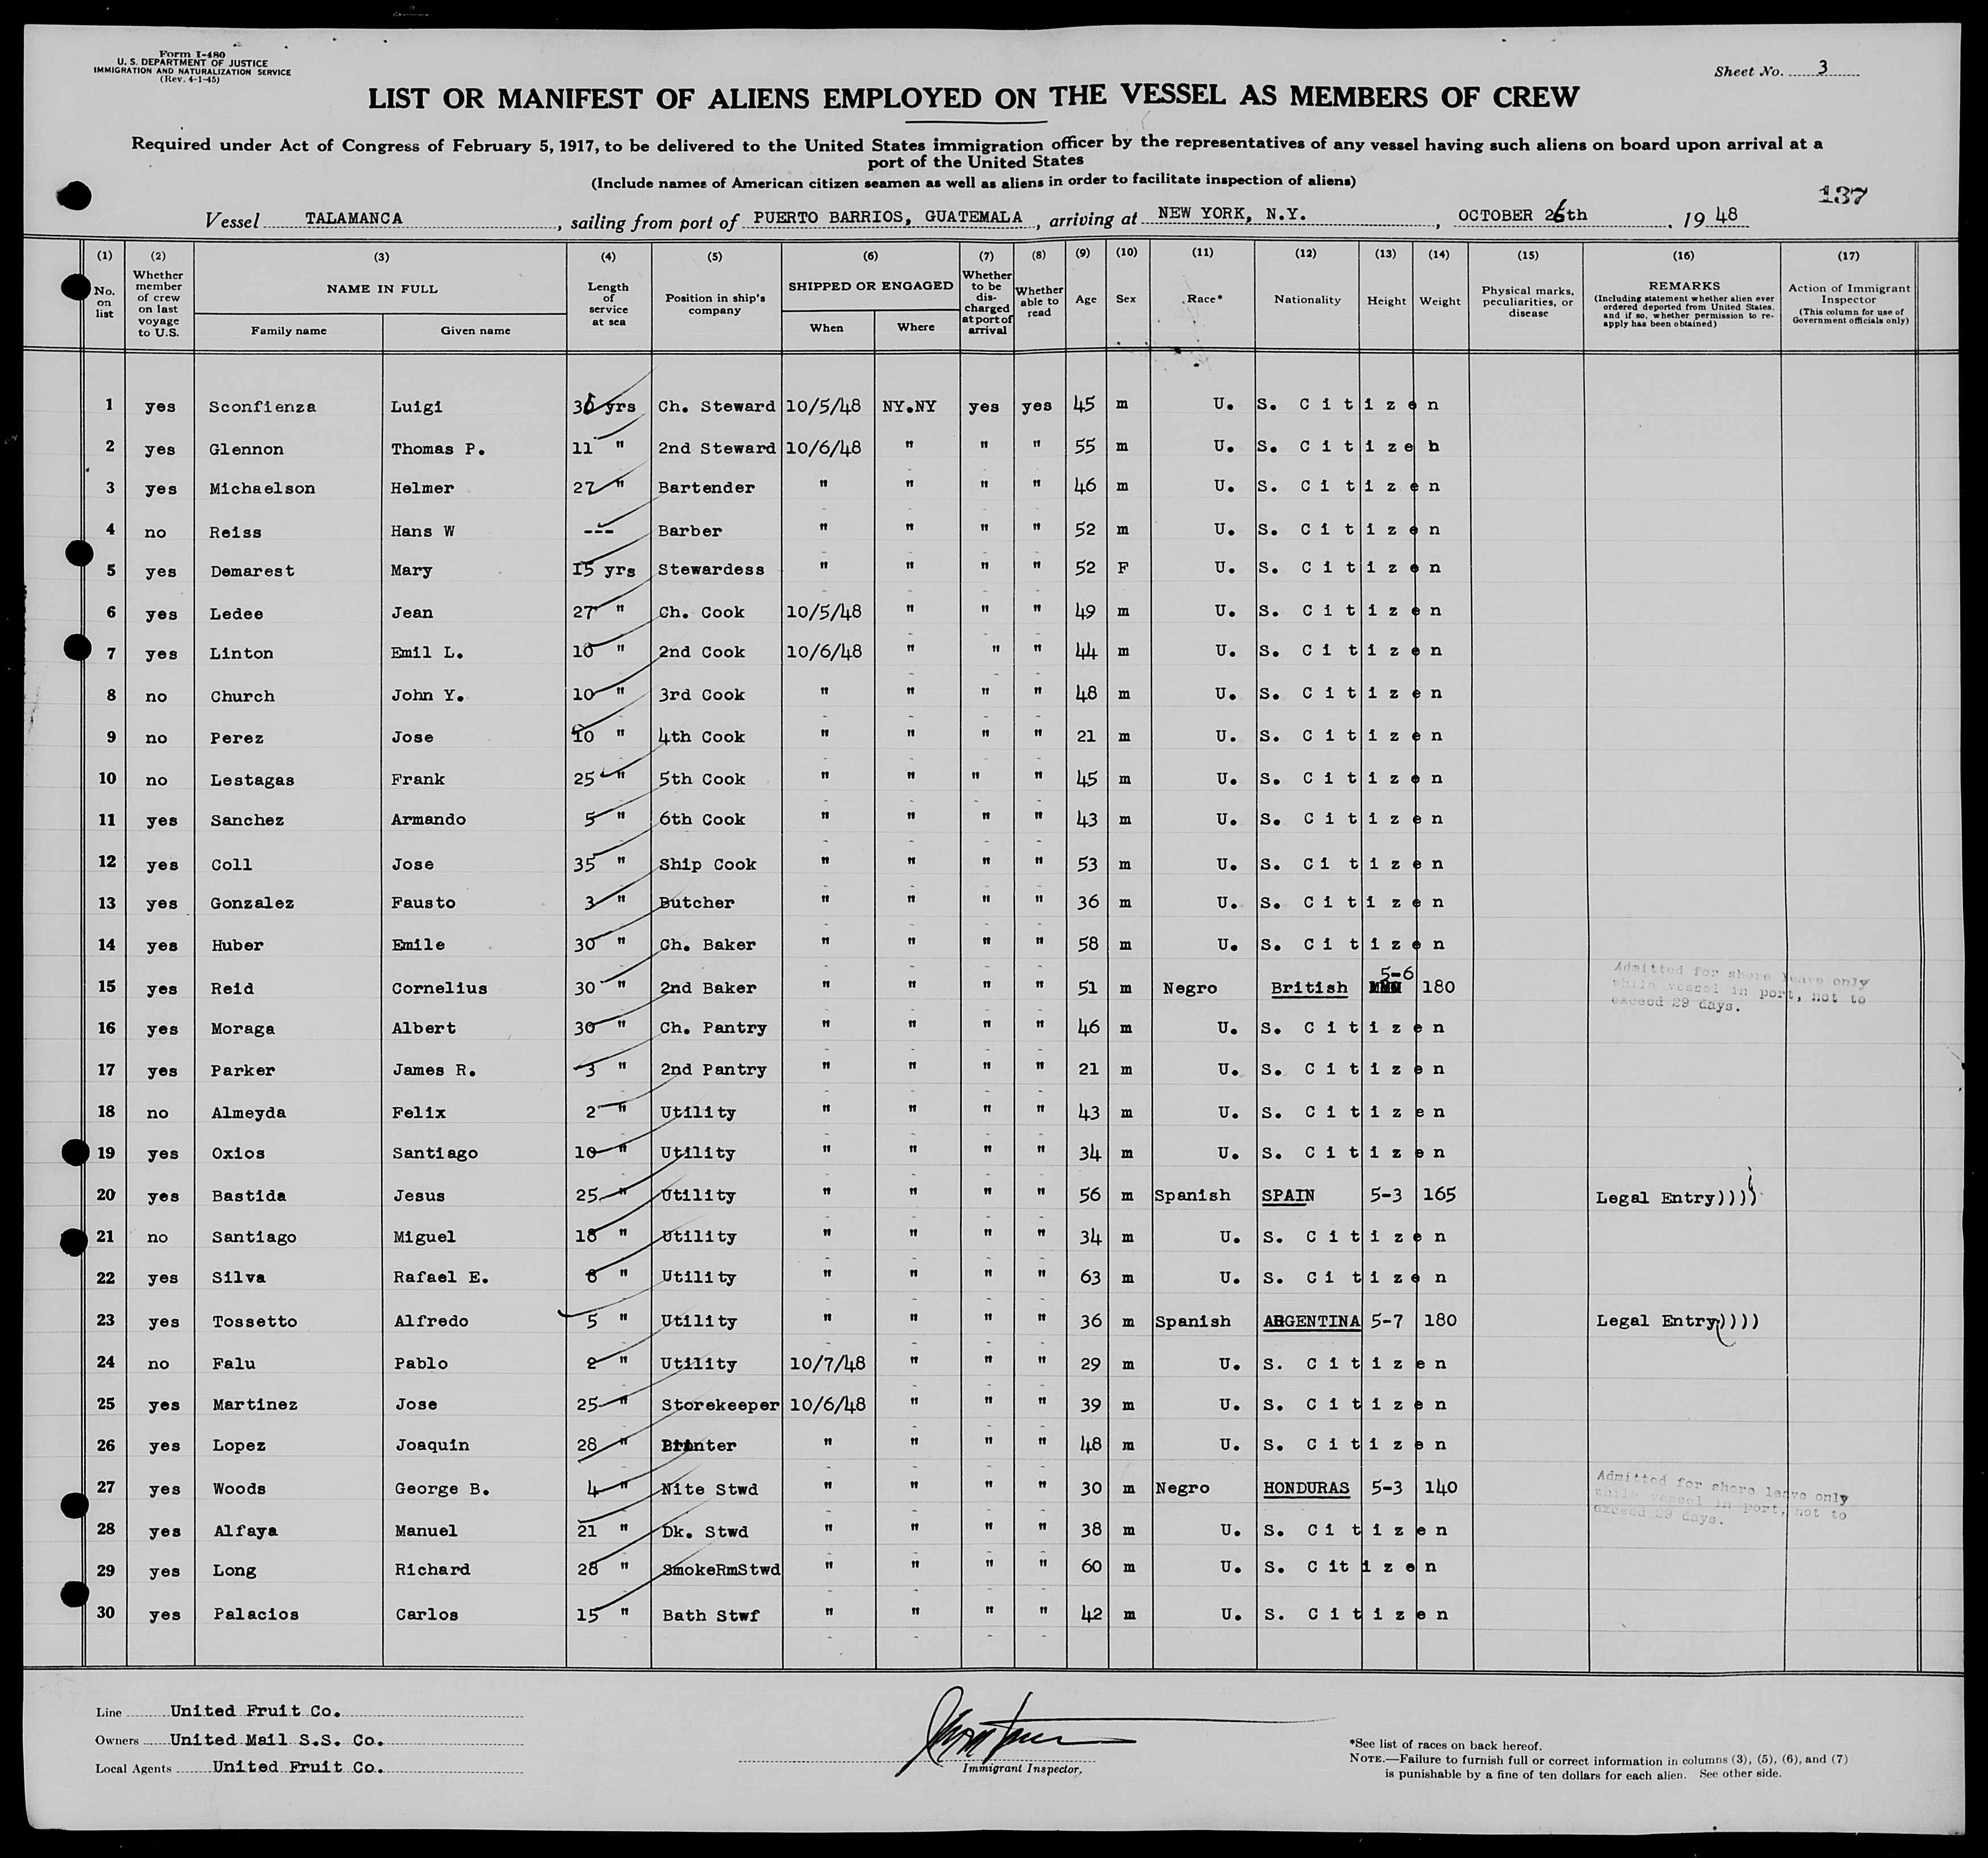 Form I-480
U. S. DEPARTMENT OF JUSTICE
IMMIGRATION AND NATURALIZATION SERVICE
(Rev. 4-1-45)
Sheet No. 3
LIST OR MANIFEST OF ALIENS EMPLOYED ON THE VESSEL AS MEMBERS OF CREW
Required under Act of Congress of February 5, 1917, to be delivered to the United States immigration officer by the representatives of any vessel having such aliens on board upon arrival at a
port of the United States
(Include names of American citizen seamen as well as aliens in order to facilitate inspection of aliens)
137
Vessel TALAMANCA, sailing from port of PUERTO BARRIOS, GUATEMALA, arriving at NEW YORK, N.Y., OCTOBER 26th, 1948
(1) (2) (3) (4) (5) (6) (7) (8) (9) (10) (11) (12) (13) (14) (15) (16) (17)
No. on list
Whether member of crew on last voyage to U.S.
NAME IN FULL
Family name Given name
Length of service at sea
Position in ship's company
SHIPPED OR ENGAGED
When Where
Whether to be discharged at port of arrival
Whether able to read
Age Sex Race* Nationality Height Weight
Physical marks, peculiarities, or disease
REMARKS
(Including statement whether alien ever ordered deported from United States, and if so, whether permission to re-apply has been obtained)
Action of Immigrant Inspector
(This column for use of Government officials only)
1 yes Sconfienza Luigi yrs Ch. Steward 10/5/48 NY.NY yes yes 45 m U. S. Citizen
2 yes Glennon Thomas P. 11 " 2nd Steward 10/6/48 " " " 55 m U. S. Citizen
3 yes Michaelson Helmer 27 " Bartender " " " " 46 m U. S. Citizen
4 no Reiss Hans W --- Barber " " " " 52 m U. S. Citizen
5 yes Demarest Mary 15 yrs Stewardess " " " " 52 F U. S. Citizen
6 yes Ledee Jean 27 " Ch. Cook 10/5/48 " " " 49 m U. S. Citizen
7 yes Linton Emil L. 10 " 2nd Cook 10/6/48 " " " 44 m U. S. Citizen
8 no Church John Y. 10 " 3rd Cook " " " " 48 m U. S. Citizen
9 no Perez Jose 10 " 4th Cook " " " " 21 m U. S. Citizen
10 no Lestagas Frank 25 " 5th Cook " " " " 45 m U. S. Citizen
11 yes Sanchez Armando 5 " 6th Cook " " " " 43 m U. S. Citizen
12 yes Coll Jose 35 " Ship Cook " " " " 53 m U. S. Citizen
13 yes Gonzalez Fausto 3 " Butcher " " " " 36 m U. S. Citizen
14 yes Huber Emile 30 " Ch. Baker " " " " 58 m U. S. Citizen
15 yes Reid Cornelius 30 " 2nd Baker " " " " 51 m Negro British 5-6 180 Admitted for shore leave only
while vessel in port, not to
exceed 29 days.
16 yes Moraga Albert 30 " Ch. Pantry " " " " 46 m U. S. Citizen
17 yes Parker James R. 3 " 2nd Pantry " " " " 21 m U. S. Citizen
18 no Almeyda Felix 2 " Utility " " " " 43 m U. S. Citizen
19 yes Oxios Santiago 10 " Utility " " " " 34 m U. S. Citizen
20 yes Bastida Jesus 25 " Utility " " " " 56 m Spanish SPAIN 5-3 165 Legal Entry))))
21 no Santiago Miguel 18 " Utility " " " " 34 m U. S. Citizen
22 yes Silva Rafael E. 6 " Utility " " " " 63 m U. S. Citizen
23 yes Tossetto Alfredo 5 " Utility " " " " 36 m Spanish ARGENTINA 5-7 180 Legal Entry))))
24 no Falu Pablo 2 " Utility 10/7/48 " " " 29 m U. S. Citizen
25 yes Martinez Jose 25 " Storekeeper 10/6/48 " " " 39 m U. S. Citizen
26 yes Lopez Joaquin 28 " Printer " " " " 48 m U. S. Citizen
27 yes Woods George B. 4 " Nite Stwd " " " " 30 m Negro HONDURAS 5-3 140 Admitted for shore leave only
while vessel in port, not to
exceed 29 days.
28 yes Alfaya Manuel 21 " Dk. Stwd " " " " 38 m U. S. Citizen
29 yes Long Richard 28 " SmokeRmStwd " " " " 60 m U. S. Citizen
30 yes Palacios Carlos 15 " Bath Stwf " " " " 42 m U. S. Citizen
Line United Fruit Co.
Owners United Mail S.S. Co.
Local Agents United Fruit Co.
Immigrant Inspector.
*See list of races on back hereof.
NOTE.—Failure to furnish full or correct information in columns (3), (5), (6), and (7)
is punishable by a fine of ten dollars for each alien. See other side.